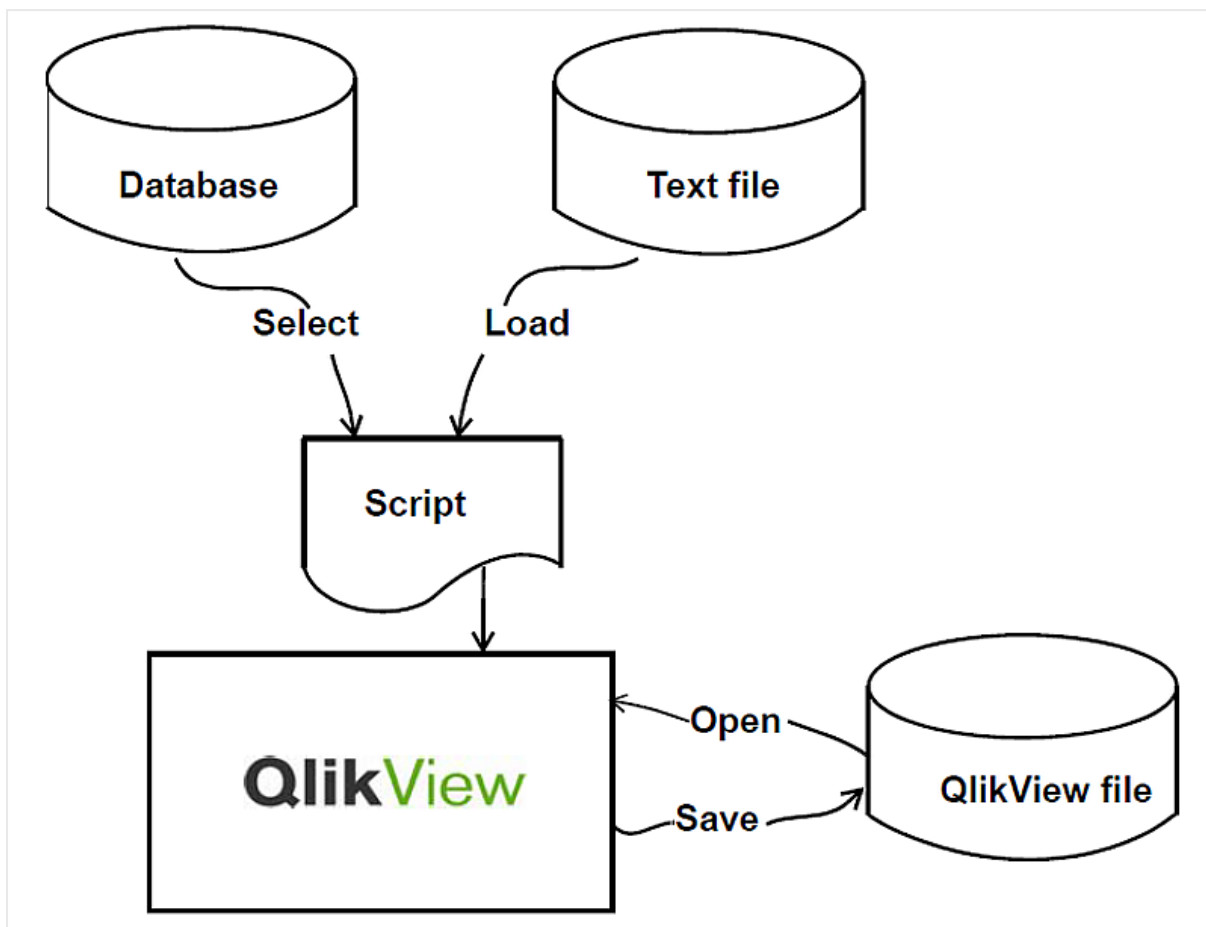 Database
Text file
Select
Load
Script
Open
QlikView
QlikView file
Save